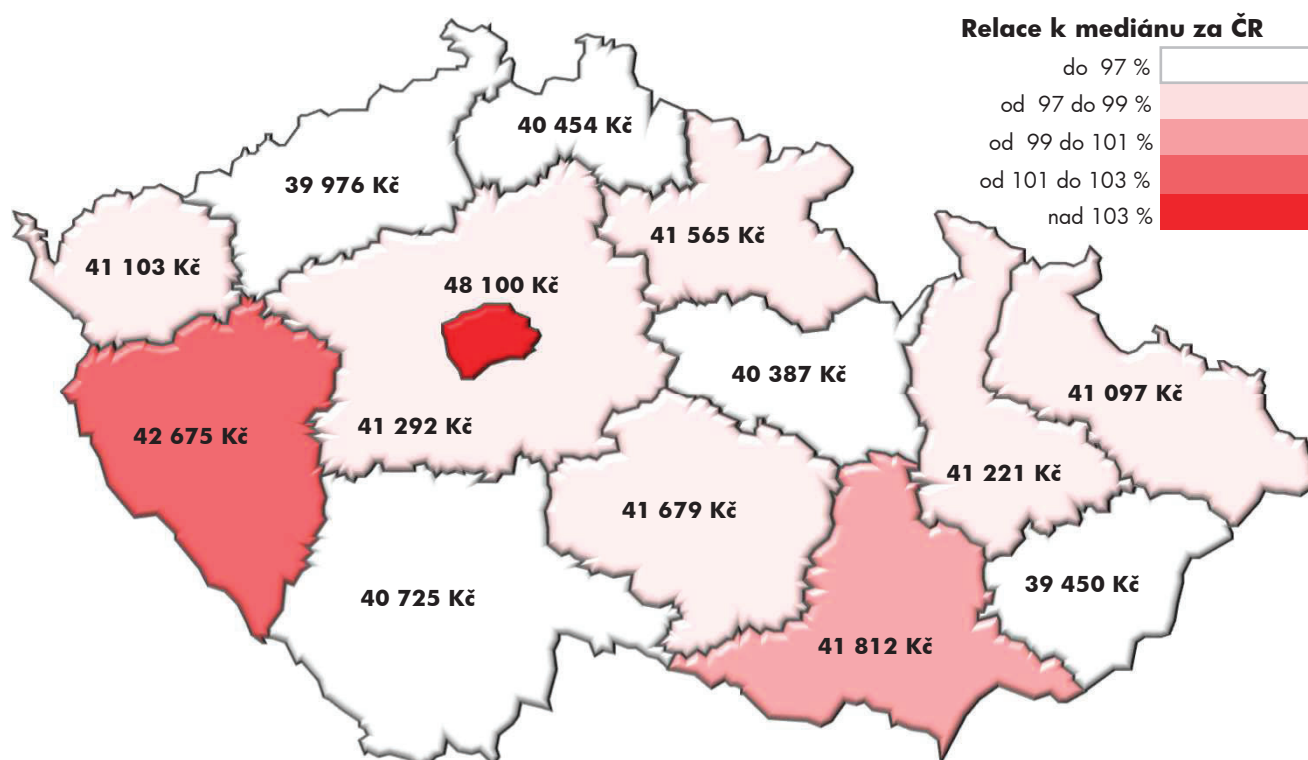 Relace k mediánu za ČR
do 97 %
od 97 do 99 %
od 99 do 101 %
od 101 do 103 %
nad 103 %
40 454 Kč
39 976 Kč
41 565 Kč
41 103 Kč
48 100 Kč
40 387 Kč
41 097 Kč
42 675 Kč
41 292 Kč
41 221 Kč
41 679 Kč
39 450 Kč
40 725 Kč
41 812 Kč